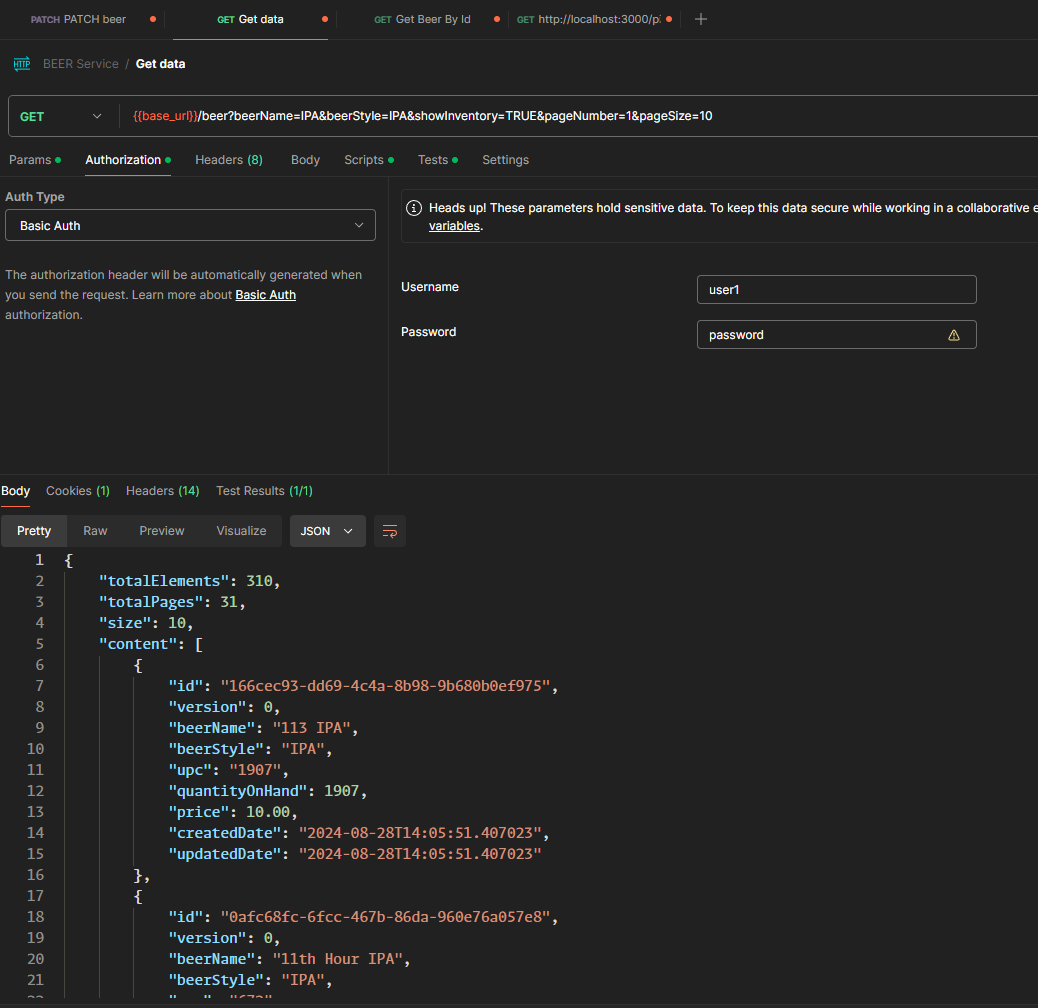 PATCH PATCH beer GET Get data GET Get Beer By Id GET http://localhost:3000/pi
HTTP BEER Service / Get data
GET {{base_url}}/beer?beerName=IPA&beerStyle=IPA&showInventory=TRUE&pageNumber=1&pageSize=10
Params Authorization Headers (8) Body Scripts Tests Settings
Auth Type
Basic Auth
The authorization header will be automatically generated when
you send the request. Learn more about Basic Auth
authorization.
Heads up! These parameters hold sensitive data. To keep this data secure while working in a collaborative e
variables.
Username user1
Password password
Body Cookies (1) Headers (14) Test Results (1/1)
Pretty Raw Preview Visualize JSON
1 {
2 "totalElements": 310,
3 "totalPages": 31,
4 "size": 10,
5 "content": [
6 {
7 "id": "166cec93-dd69-4c4a-8b98-9b680b0ef975",
8 "version": 0,
9 "beerName": "113 IPA",
10 "beerStyle": "IPA",
11 "upc": "1907",
12 "quantityOnHand": 1907,
13 "price": 10.00,
14 "createdDate": "2024-08-28T14:05:51.407023",
15 "updatedDate": "2024-08-28T14:05:51.407023"
16 },
17 {
18 "id": "0afc68fc-6fcc-467b-86da-960e76a057e8",
19 "version": 0,
20 "beerName": "11th Hour IPA",
21 "beerStyle": "IPA",